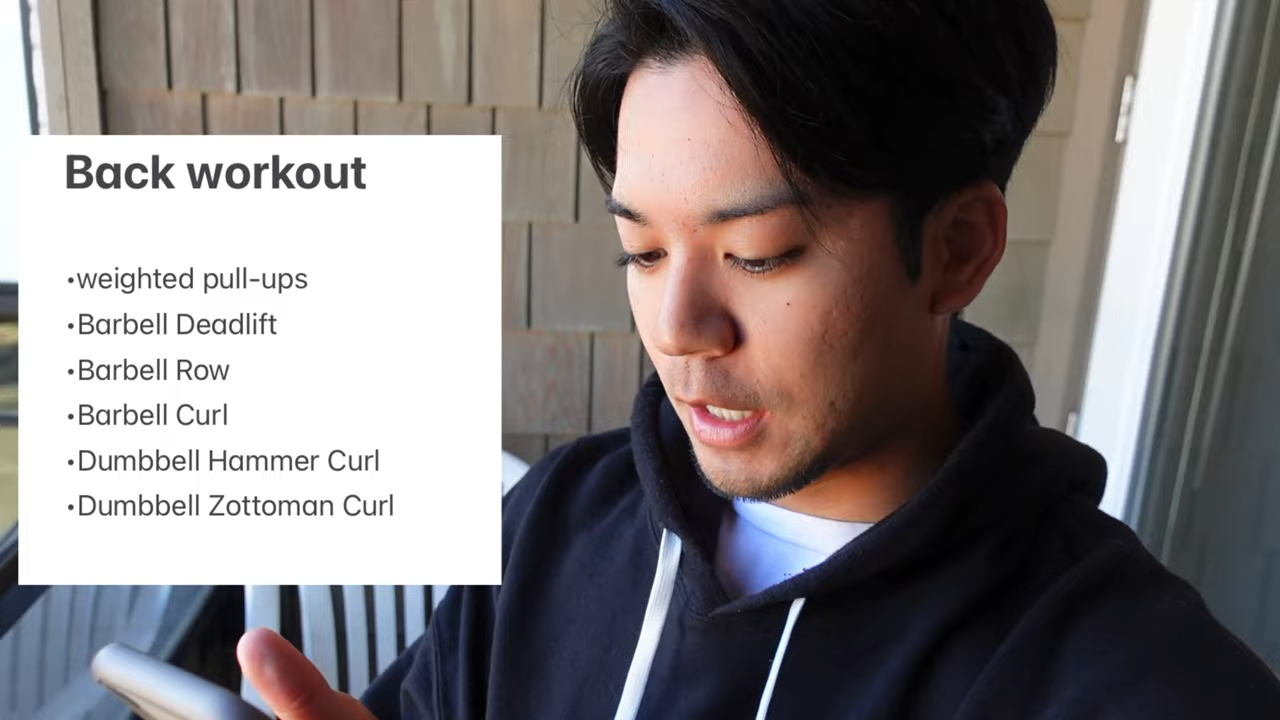 Back workout
•weighted pull-ups
•Barbell Deadlift
•Barbell Row
•Barbell Curl
•Dumbbell Hammer Curl
•Dumbbell Zottoman Curl